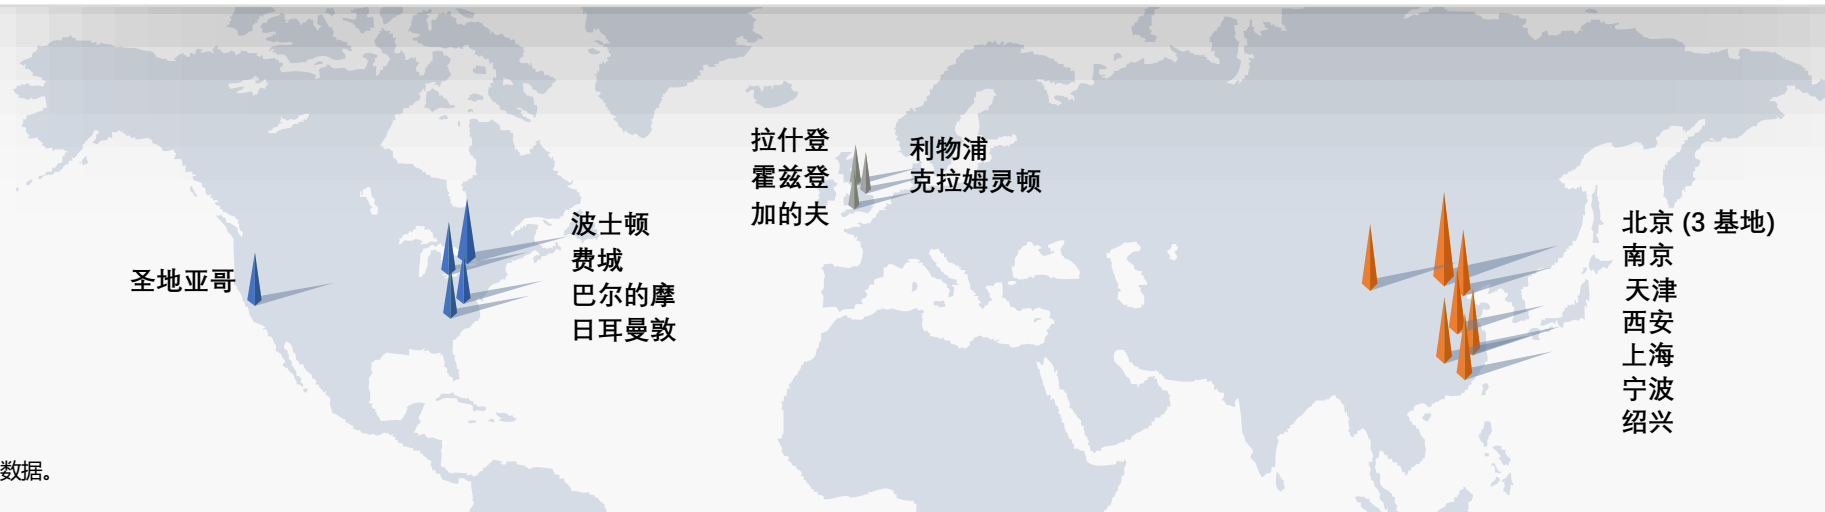 圣地亚哥
波士顿
费城
巴尔的摩
日耳曼敦
拉什登
霍兹登
加的夫
利物浦
克拉姆灵顿
北京 (3 基地)
南京
天津
西安
上海
宁波
绍兴
数据。